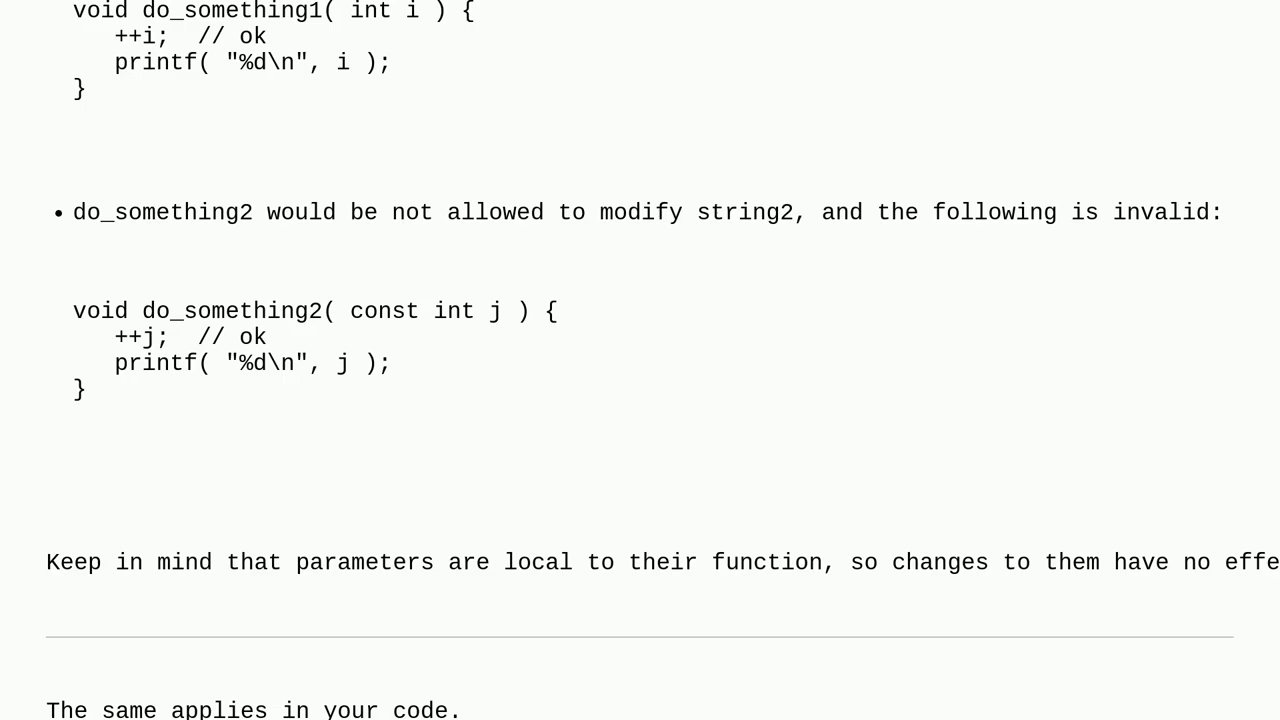 void do_something1( int i ) {
   ++i;  // ok
   printf( "%d\n", i );
}
• do_something2 would be not allowed to modify string2, and the following is invalid:
void do_something2( const int j ) {
   ++j;  // ok
   printf( "%d\n", j );
}
Keep in mind that parameters are local to their function, so changes to them have no effe
The same applies in your code.